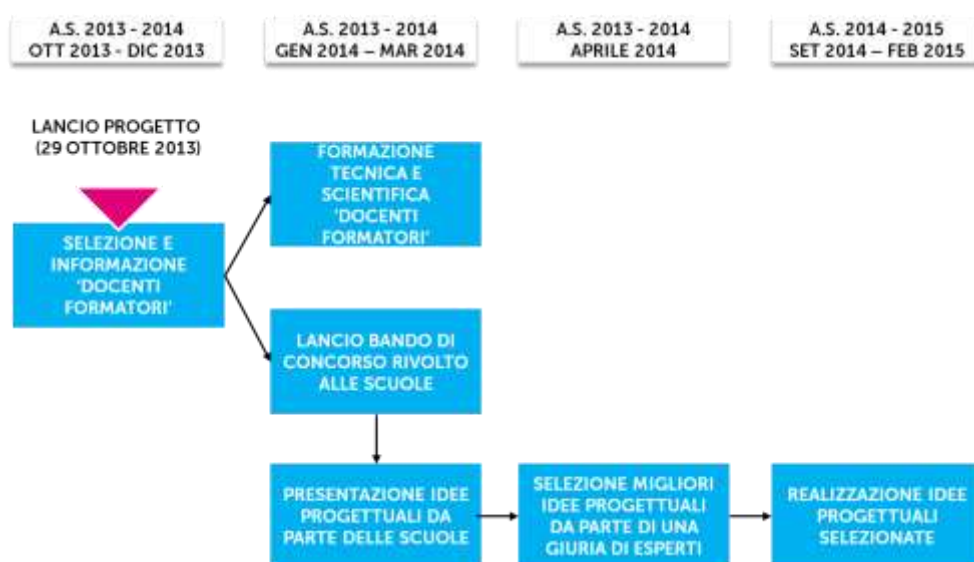 A.S. 2013 - 2014
OTT 2013 - DIC 2013
A.S. 2013 - 2014
GEN 2014 – MAR 2014
A.S. 2013 - 2014
APRILE 2014
A.S. 2014 - 2015
SET 2014 – FEB 2015
LANCIO PROGETTO
(29 OTTOBRE 2013)
SELEZIONE E
INFORMAZIONE
'DOCENTI
FORMATORI'
FORMAZIONE
TECNICA E
SCIENTIFICA
'DOCENTI
FORMATORI'
LANCIO BANDO DI
CONCORSO RIVOLTO
ALLE SCUOLE
PRESENTAZIONE IDEE
PROGETTUALI DA
PARTE DELLE SCUOLE
SELEZIONE MIGLIORI
IDEE PROGETTUALI
DA PARTE DI UNA
GIURIA DI ESPERTI
REALIZZAZIONE IDEE
PROGETTUALI
SELEZIONATE